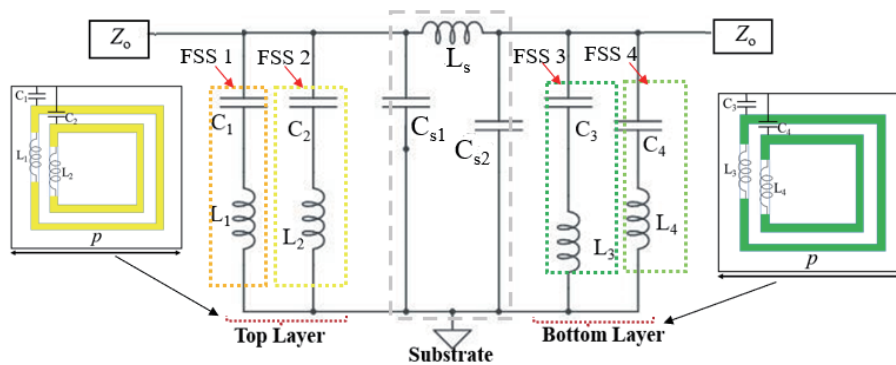 Zo
Ls
Zo
FSS 1
FSS 2
FSS 3
FSS 4
C1
C2
L1
L2
p
C1
C2
Cs1
Cs2
C3
C4
L1
L2
L3
L4
C3
C4
L3
L4
p
Top Layer
Substrate
Bottom Layer